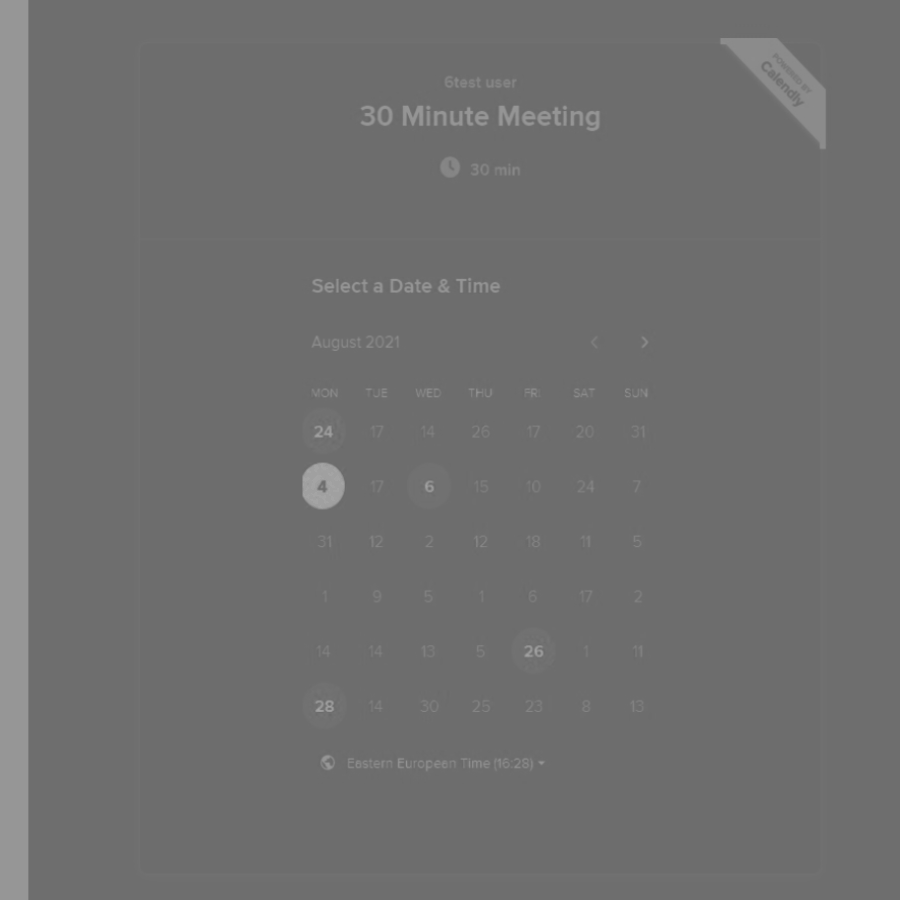 6test user
POWERED BY
Calendly
30 Minute Meeting
30 min
Select a Date & Time
August 2021
MON TUE WED THU FRI SAT SUN
24 17 14 26 17 20 31
4 17 6 15 10 24 7
31 12 2 12 18 11 5
1 9 5 1 6 17 2
14 14 13 5 26 1 11
28 14 30 25 23 8 13
Eastern European Time (16:28)